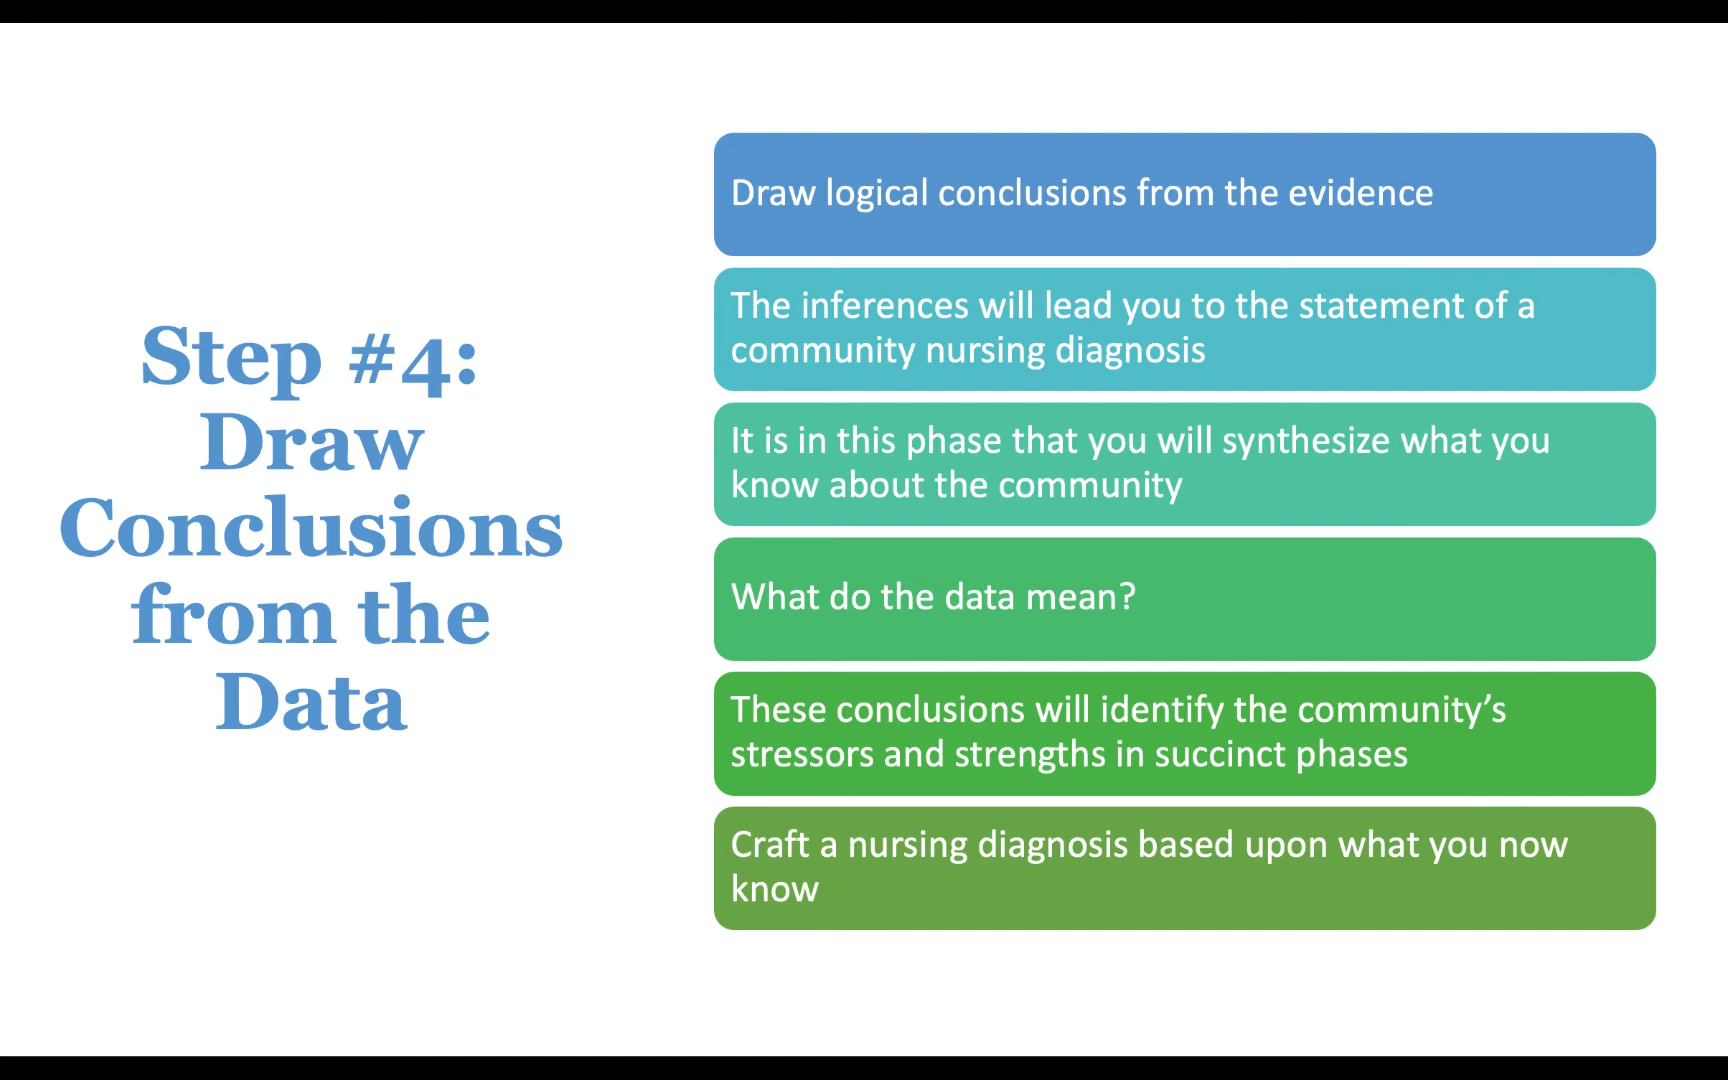 Step #4:
Draw
Conclusions
from the
Data
Draw logical conclusions from the evidence
The inferences will lead you to the statement of a
community nursing diagnosis
It is in this phase that you will synthesize what you
know about the community
What do the data mean?
These conclusions will identify the community’s
stressors and strengths in succinct phases
Craft a nursing diagnosis based upon what you now
know